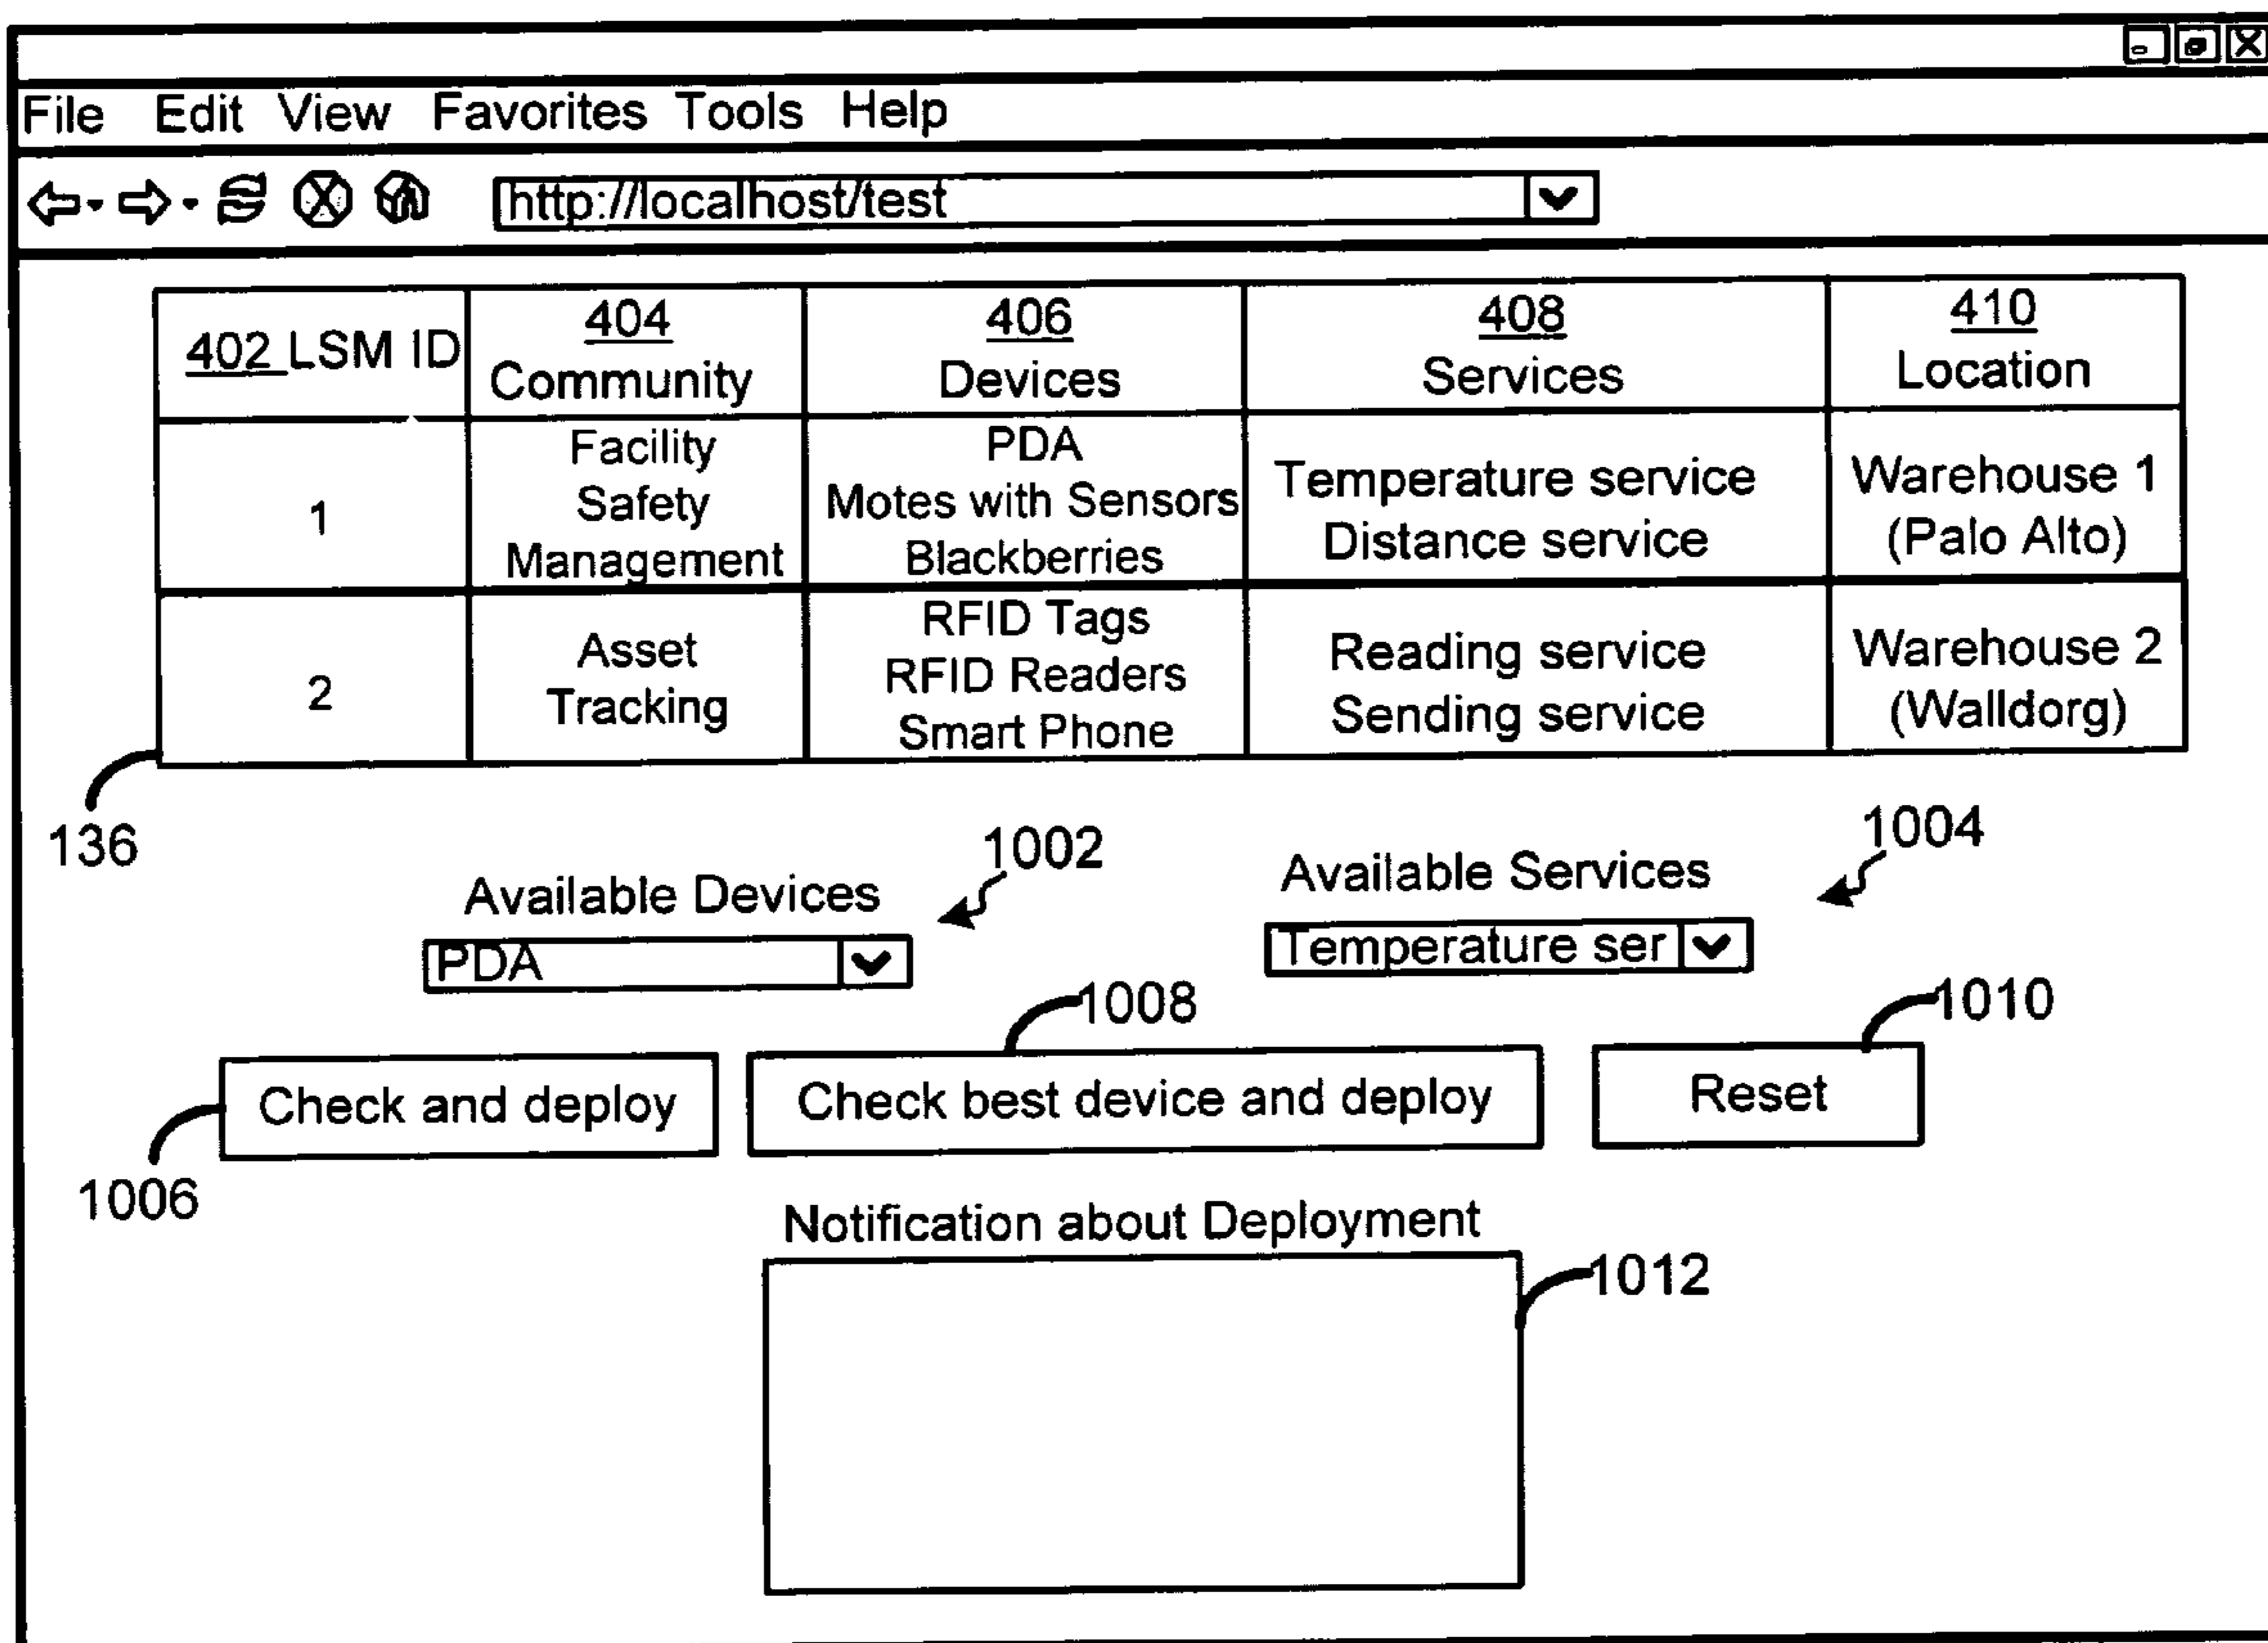 File Edit View Favorites Tools Help
http://localhost/test
402 LSM ID
404
Community
406
Devices
408
Services
410
Location
1
Facility
Safety
Management
PDA
Motes with Sensors
Blackberries
Temperature service
Distance service
Warehouse 1
(Palo Alto)
2
Asset
Tracking
RFID Tags
RFID Readers
Smart Phone
Reading service
Sending service
Warehouse 2
(Walldorg)
136
1002
1004
Available Devices
Available Services
PDA
Temperature ser
1008
1010
Check and deploy
Check best device and deploy
Reset
1006
Notification about Deployment
1012